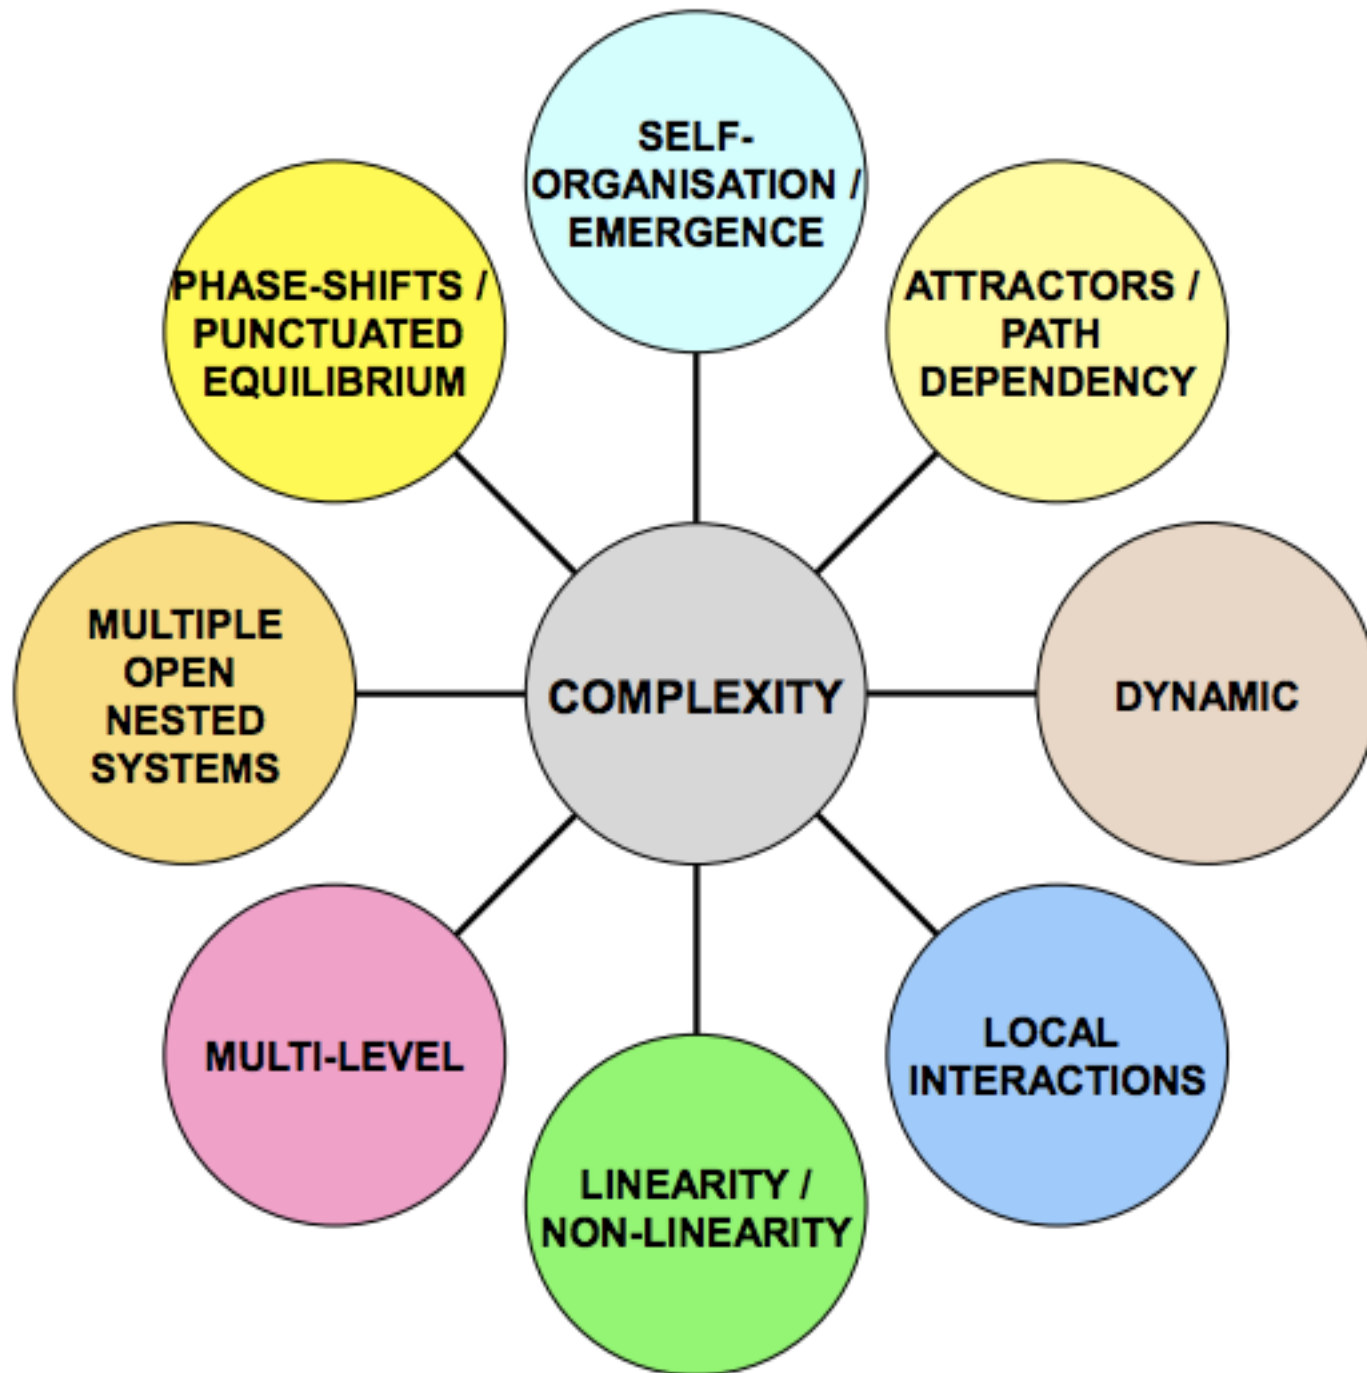 SELF-
ORGANISATION /
EMERGENCE
PHASE-SHIFTS /
PUNCTUATED
EQUILIBRIUM
ATTRACTORS /
PATH
DEPENDENCY
MULTIPLE
OPEN
NESTED
SYSTEMS
COMPLEXITY
DYNAMIC
MULTI-LEVEL
LOCAL
INTERACTIONS
LINEARITY /
NON-LINEARITY